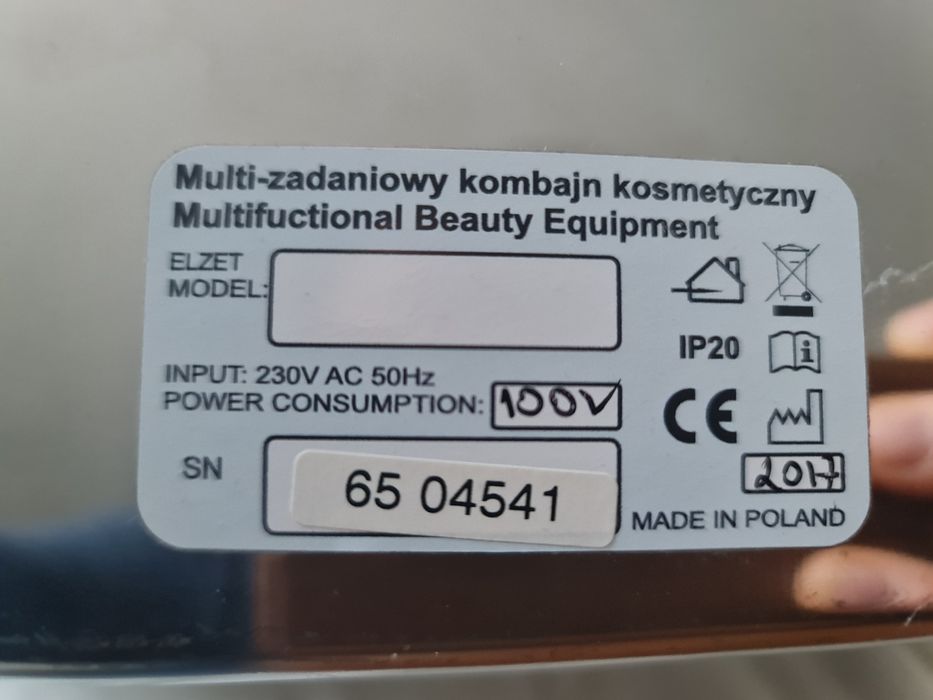 Multi-zadaniowy kombajn kosmetyczny
Multifuctional Beauty Equipment
ELZET
MODEL:
INPUT: 230V AC 50Hz
POWER CONSUMPTION: 100V
SN 65 04541
IP20
CE
2017
MADE IN POLAND